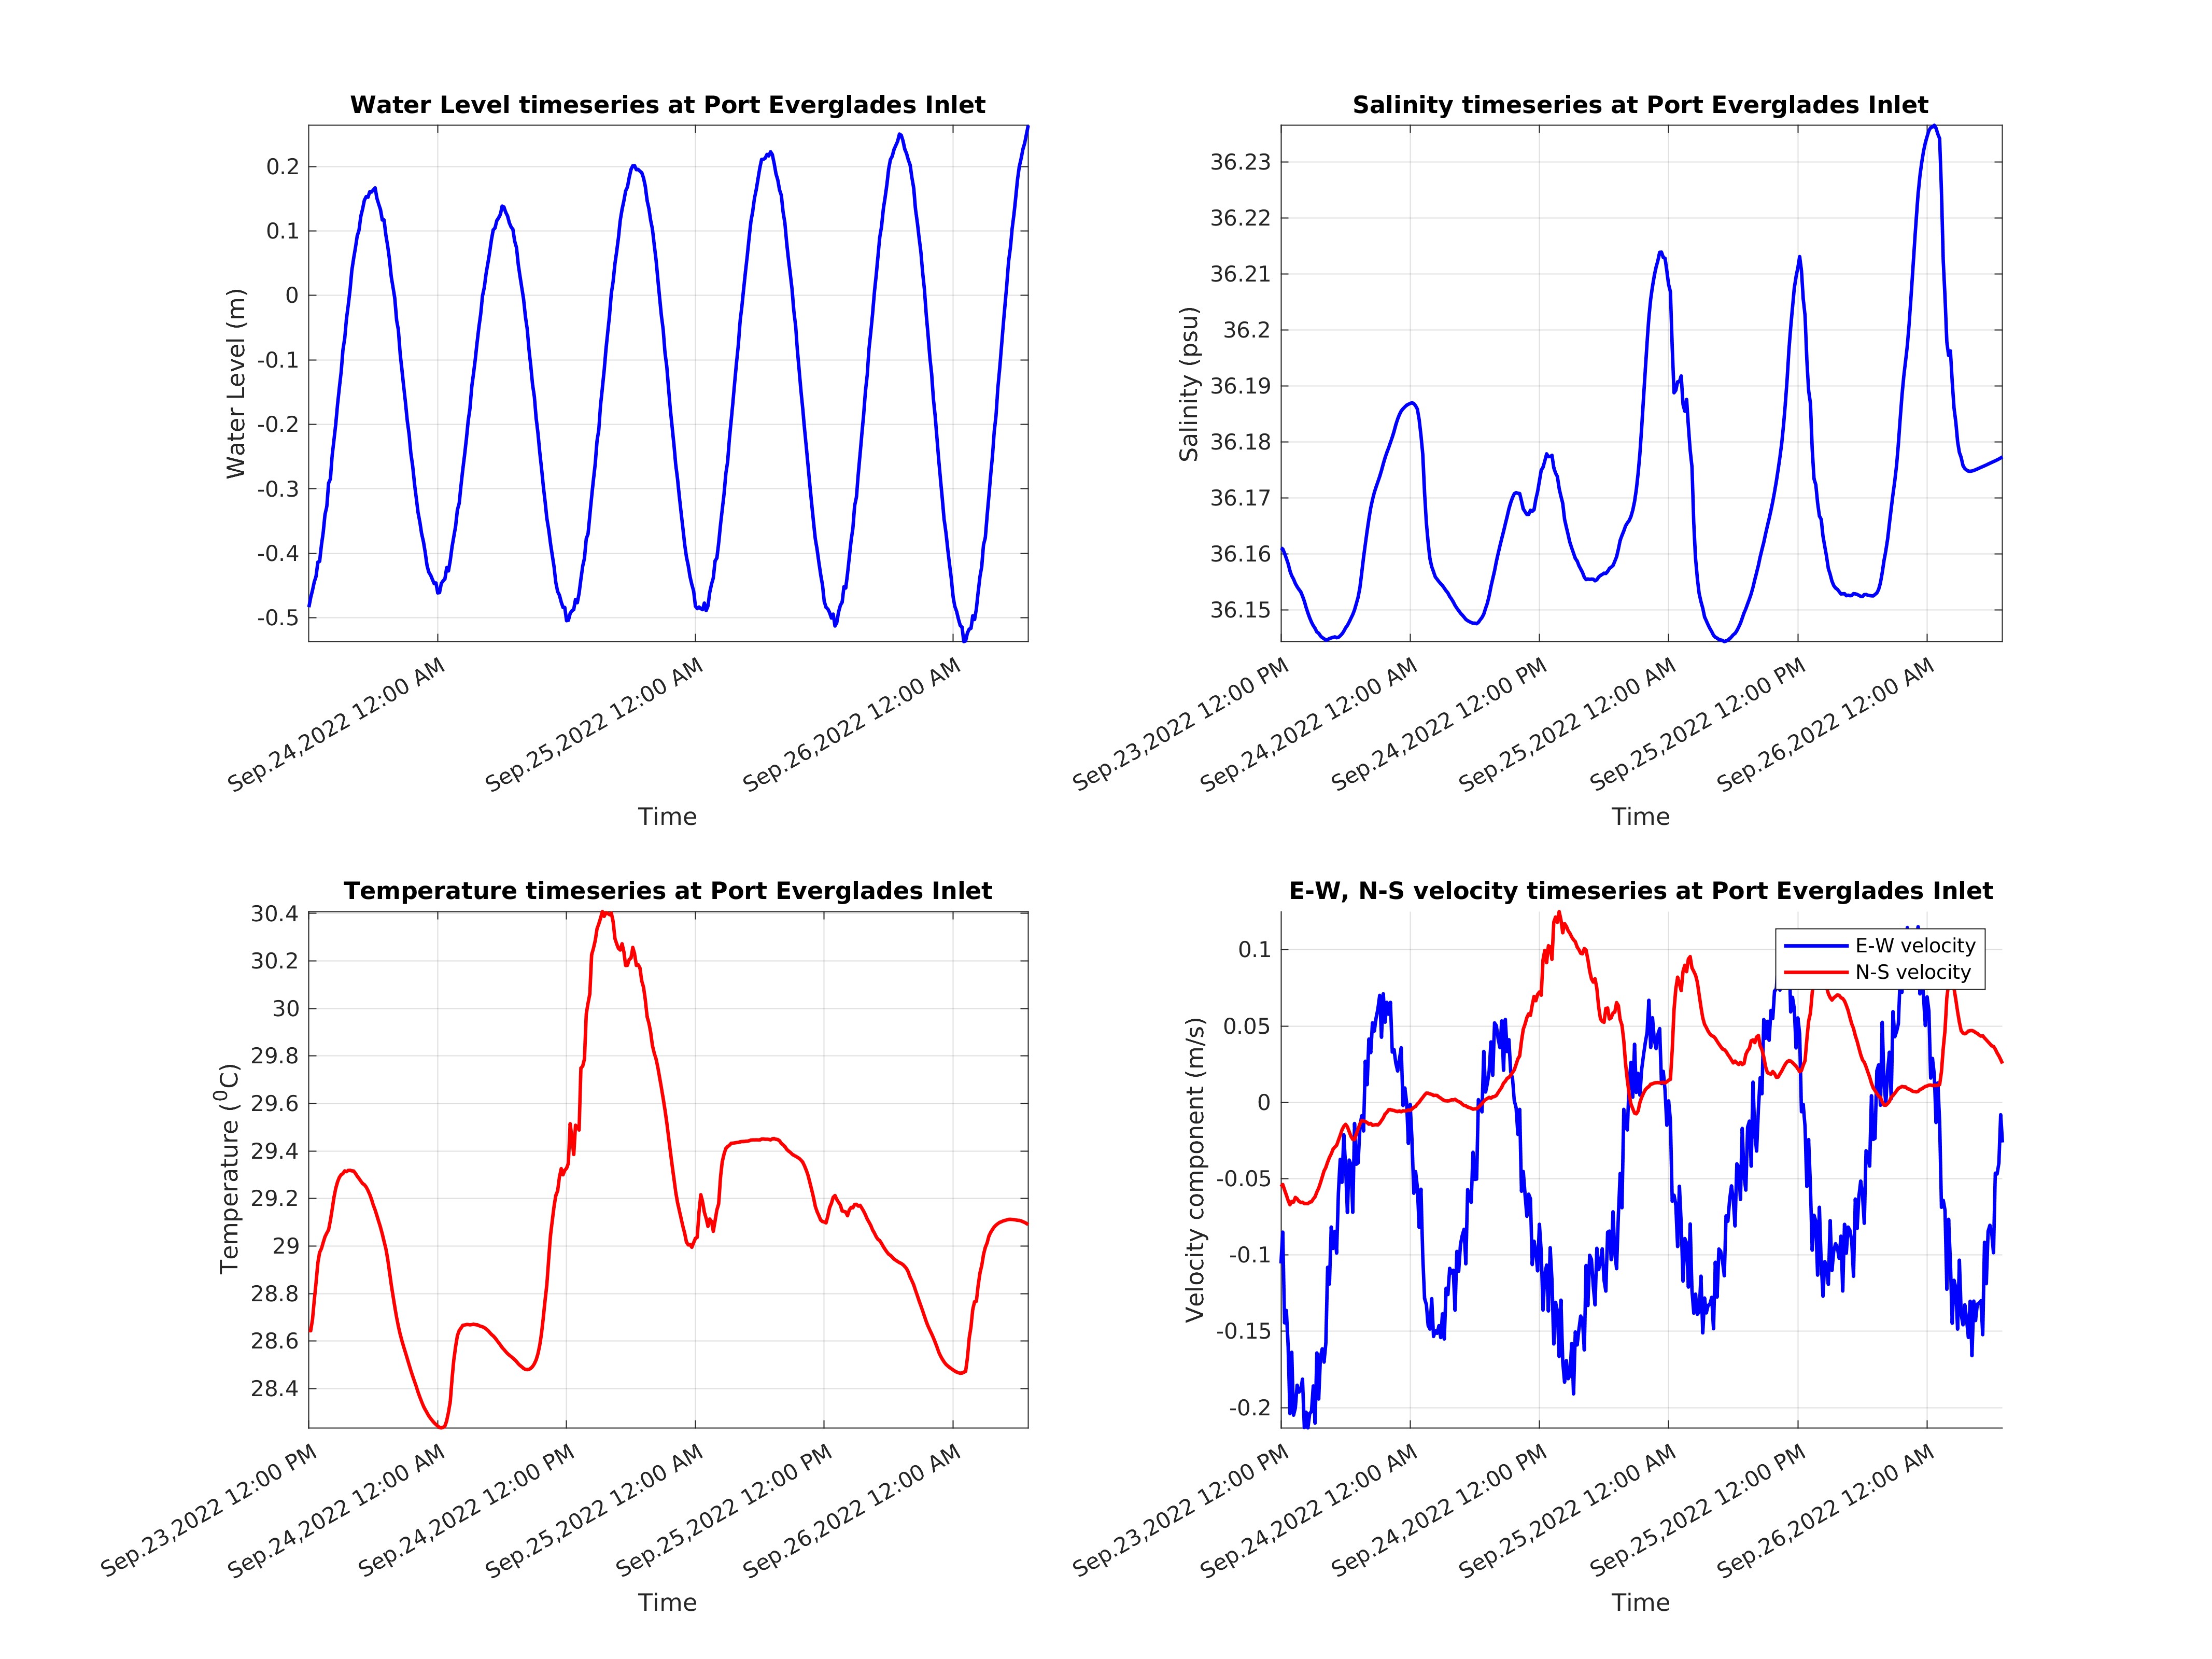 Water Level timeseries at Port Everglades Inlet
Water Level (m)
0.2
0.1
0
-0.1
-0.2
-0.3
-0.4
-0.5
Sep.24,2022 12:00 AM
Sep.25,2022 12:00 AM
Sep.26,2022 12:00 AM
Time
Salinity timeseries at Port Everglades Inlet
Salinity (psu)
36.23
36.22
36.21
36.2
36.19
36.18
36.17
36.16
36.15
Sep.23,2022 12:00 PM
Sep.24,2022 12:00 AM
Sep.24,2022 12:00 PM
Sep.25,2022 12:00 AM
Sep.25,2022 12:00 PM
Sep.26,2022 12:00 AM
Time
Temperature timeseries at Port Everglades Inlet
Temperature (⁰C)
30.4
30.2
30
29.8
29.6
29.4
29.2
29
28.8
28.6
28.4
Sep.23,2022 12:00 PM
Sep.24,2022 12:00 AM
Sep.24,2022 12:00 PM
Sep.25,2022 12:00 AM
Sep.25,2022 12:00 PM
Sep.26,2022 12:00 AM
Time
E-W, N-S velocity timeseries at Port Everglades Inlet
Velocity component (m/s)
0.1
0.05
0
-0.05
-0.1
-0.15
-0.2
E-W velocity
N-S velocity
Sep.23,2022 12:00 PM
Sep.24,2022 12:00 AM
Sep.24,2022 12:00 PM
Sep.25,2022 12:00 AM
Sep.25,2022 12:00 PM
Sep.26,2022 12:00 AM
Time